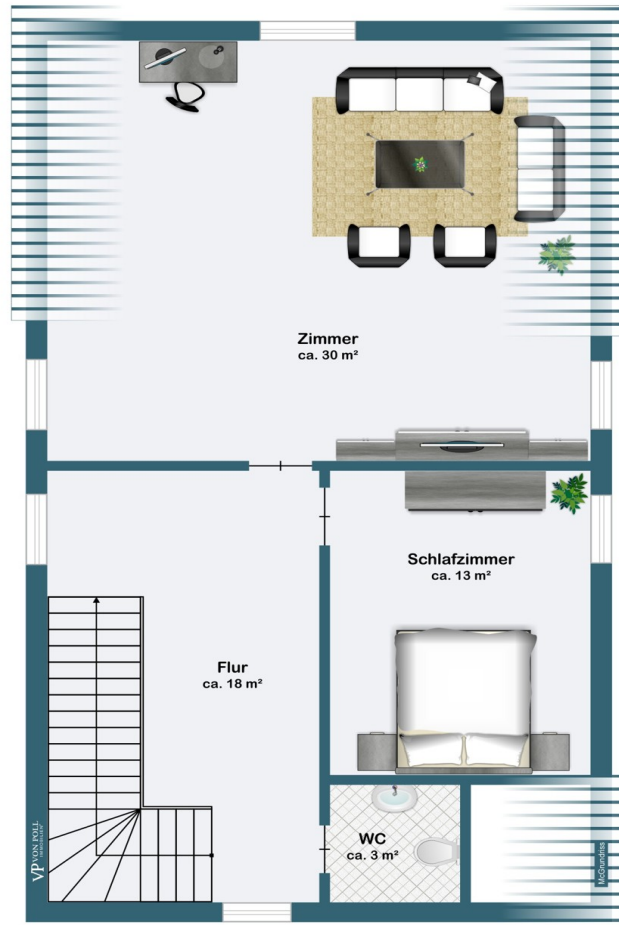 Zimmer
ca. 30 m²
Schlafzimmer
ca. 13 m²
Flur
ca. 18 m²
WC
ca. 3 m²
VP VON POLL
IMMOBILIEN
McGrundriss